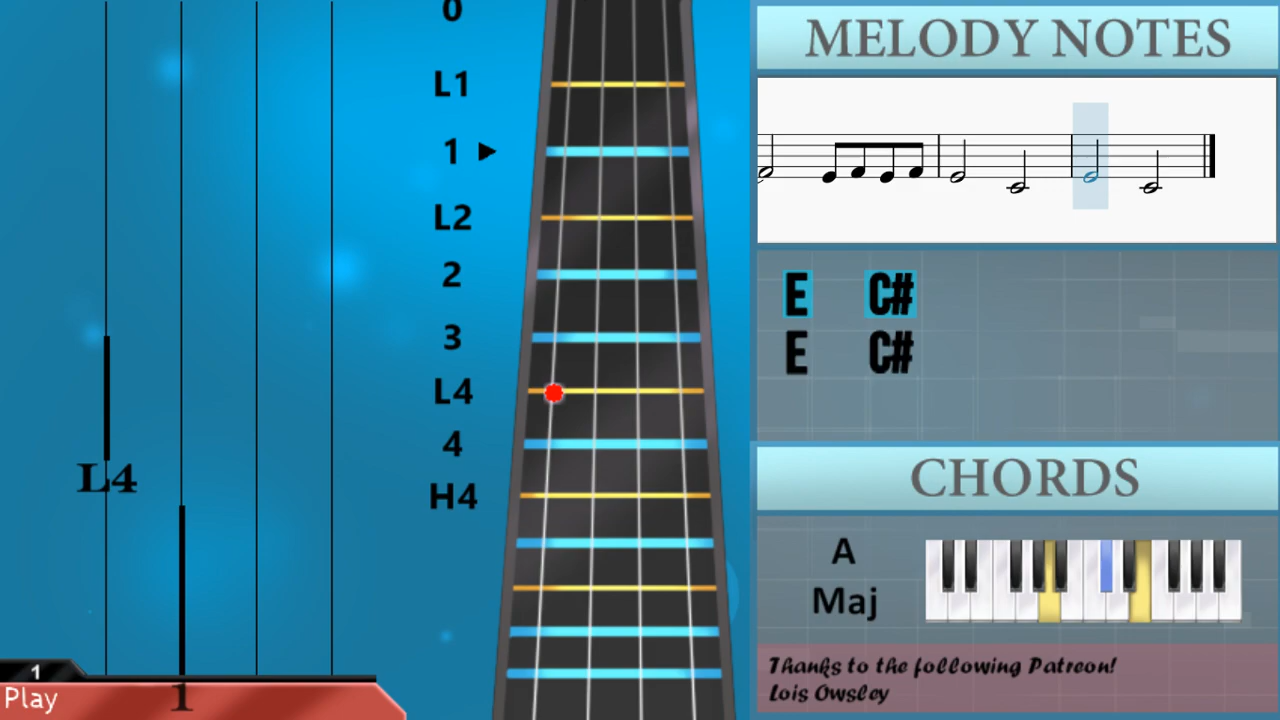 0
L1
1
L2
2
3
L4
4
H4
L4
1
Play
1
MELODY NOTES
E C#
E C#
CHORDS
A
Maj
Thanks to the following Patreon!
Lois Owsley